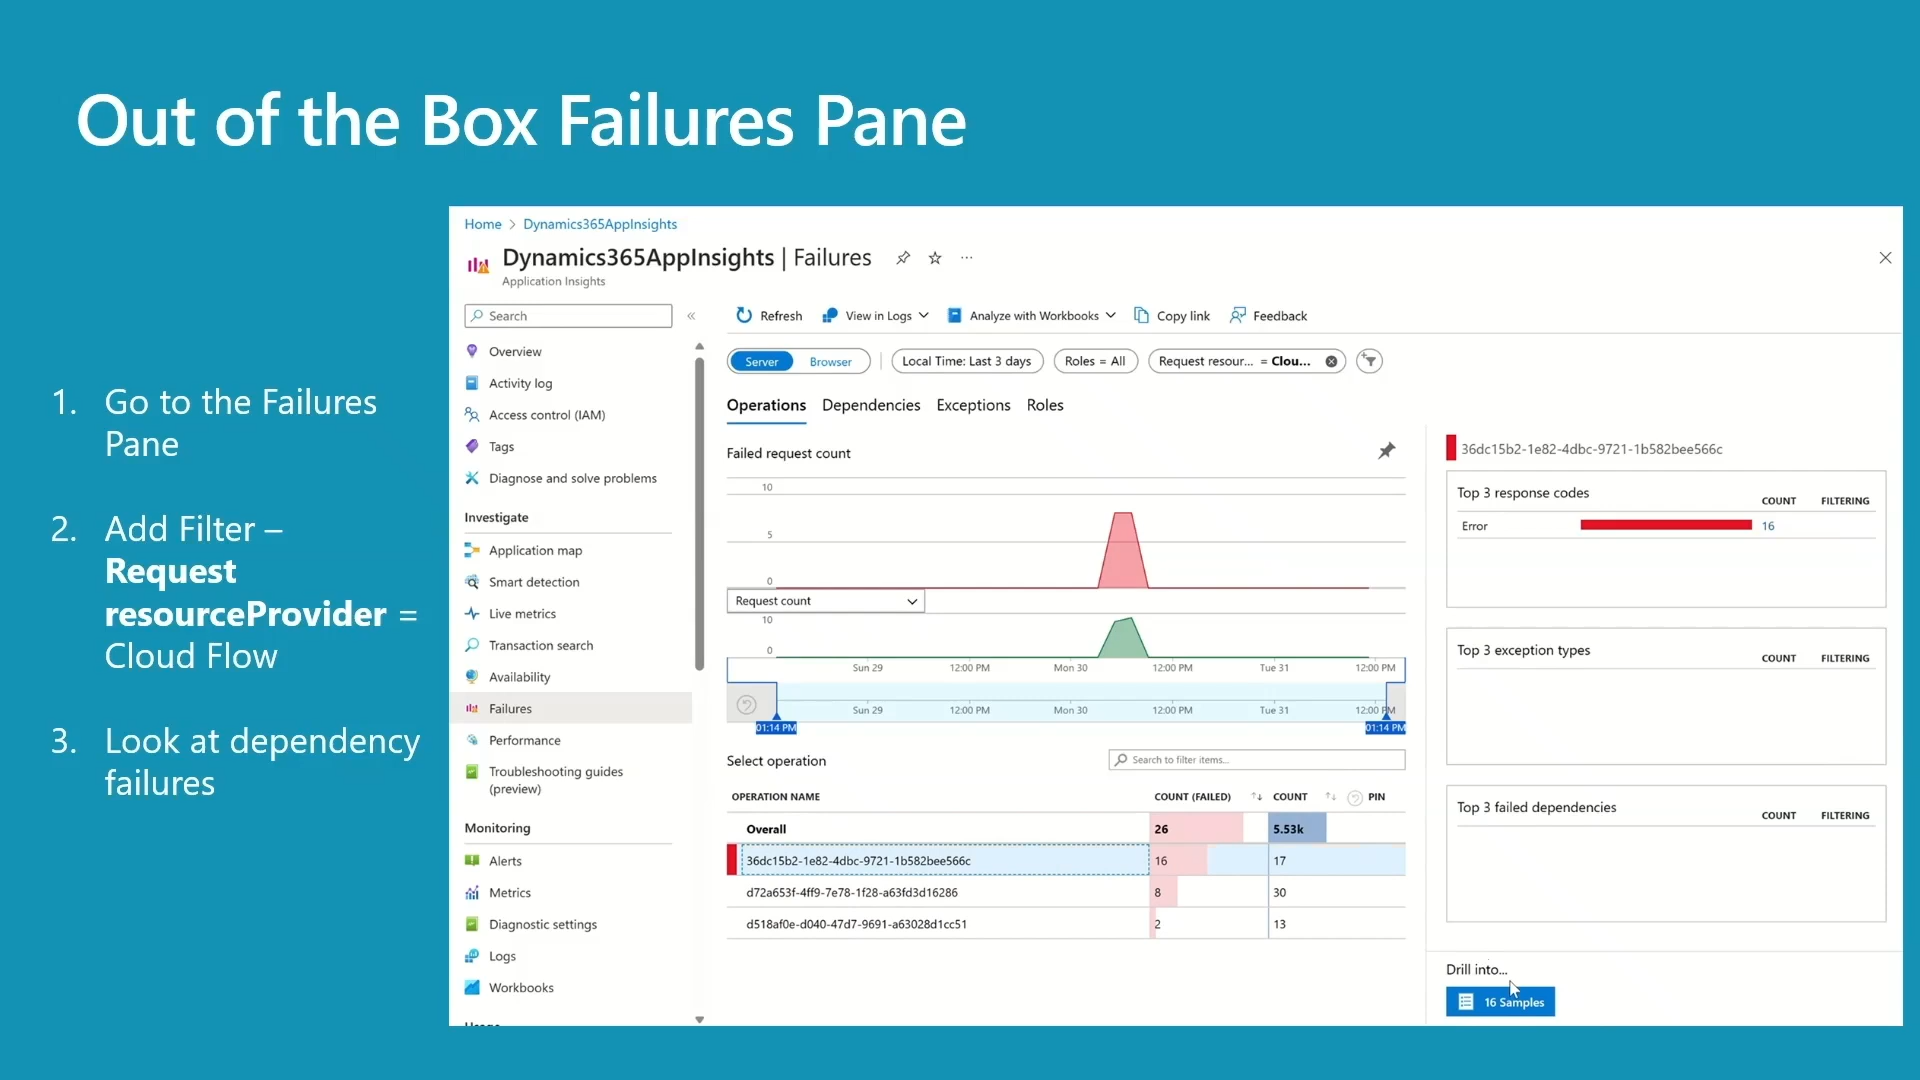 Out of the Box Failures Pane
1. Go to the Failures
Pane
2. Add Filter –
Request
resourceProvider =
Cloud Flow
3. Look at dependency
failures
Home > Dynamics365AppInsights
Dynamics365AppInsights | Failures ...
Application Insights
Search «
Overview
Activity log
Access control (IAM)
Tags
Diagnose and solve problems
Investigate
Application map
Smart detection
Live metrics
Transaction search
Availability
Failures
Performance
Troubleshooting guides
(preview)
Monitoring
Alerts
Metrics
Diagnostic settings
Logs
Workbooks
Usage
Refresh View in Logs Analyze with Workbooks Copy link Feedback
Server Browser Local Time: Last 3 days Roles = All Request resour... = Clou...
Operations Dependencies Exceptions Roles
Failed request count
10
5
0
Request count
10
0
Sun 29 12:00 PM Mon 30 12:00 PM Tue 31 12:00 PM
Sun 29 12:00 PM Mon 30 12:00 PM Tue 31 12:00 PM
01:14 PM 01:14 PM
Select operation Search to filter items...
OPERATION NAME COUNT (FAILED) COUNT PIN
Overall 26 5.53k
36dc15b2-1e82-4dbc-9721-1b582bee566c 16 17
d72a653f-4ff9-7e78-1f28-a63fd3d16286 8 30
d518af0e-d040-47d7-9691-a63028d1cc51 2 13
36dc15b2-1e82-4dbc-9721-1b582bee566c
Top 3 response codes COUNT FILTERING
Error 16
Top 3 exception types COUNT FILTERING
Top 3 failed dependencies COUNT FILTERING
Drill into...
16 Samples